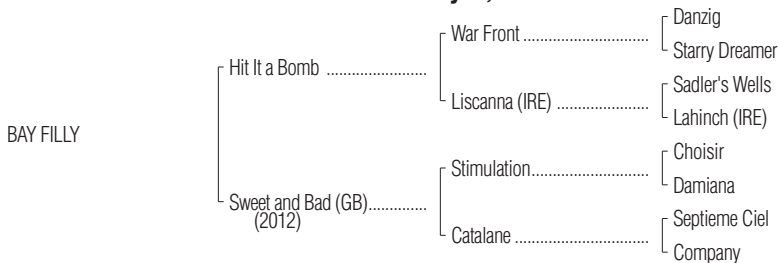 Danzig
War Front ...............................
Starry Dreamer
Hit It a Bomb ........................
Sadler's Wells
Liscanna (IRE) ........................
Lahinch (IRE)
BAY FILLY
Choisir
Stimulation.............................
Damiana
Sweet and Bad (GB)..............
(2012)
Septieme Ciel
Catalane .................................
Company